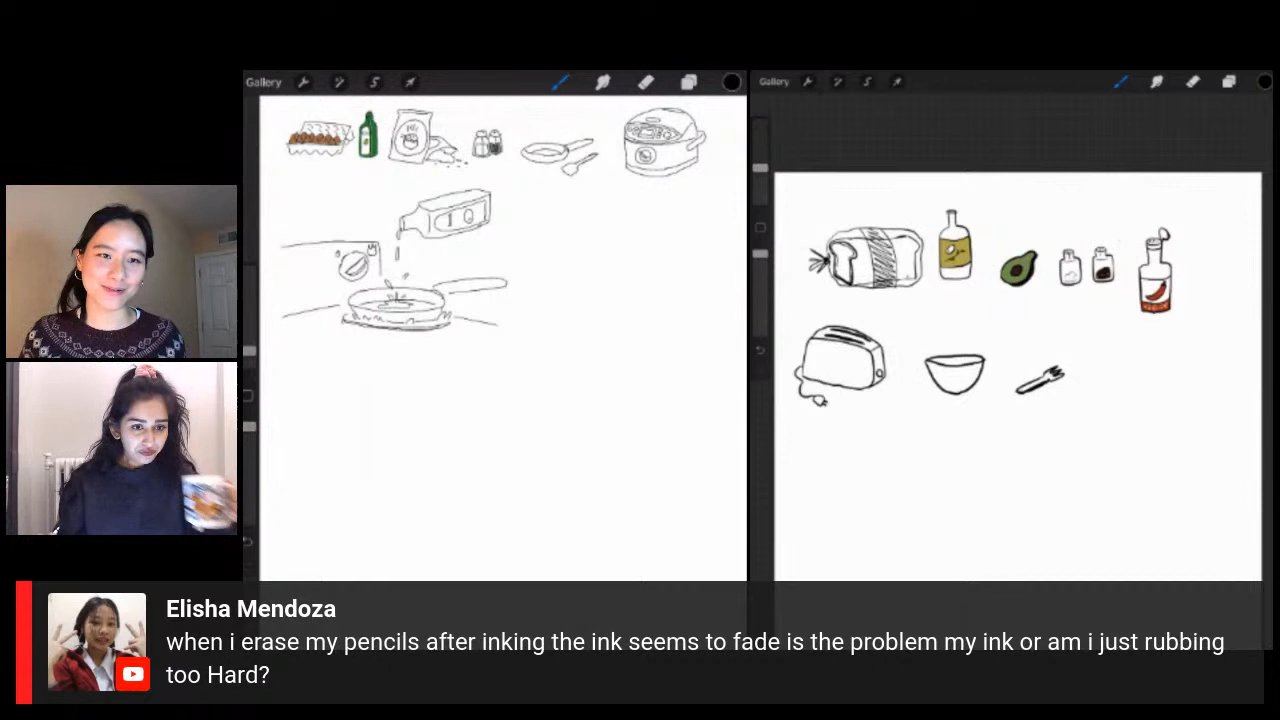 Gallery
Gallery
Elisha Mendoza
when i erase my pencils after inking the ink seems to fade is the problem my ink or am i just rubbing
too Hard?